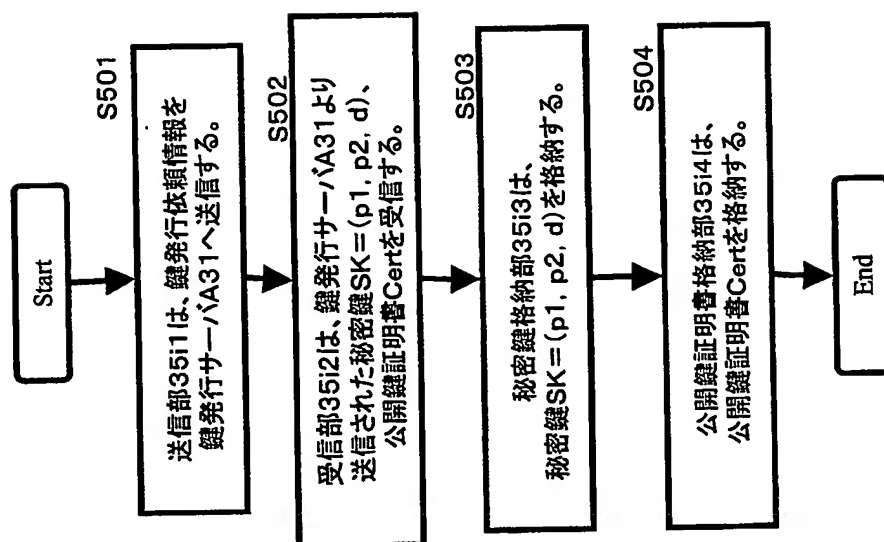 Start
S501
送信部35i1は、鍵発行依頼情報を
鍵発行サーバA31へ送信する。
S502
受信部35i2は、鍵発行サーバA31より
送信された秘密鍵SK=(p1, p2, d)、
公開鍵証明書Certを受信する。
S503
秘密鍵格納部35i3は、
秘密鍵SK=(p1, p2, d)を格納する。
S504
公開鍵証明書格納部35i4は、
公開鍵証明書Certを格納する。
End